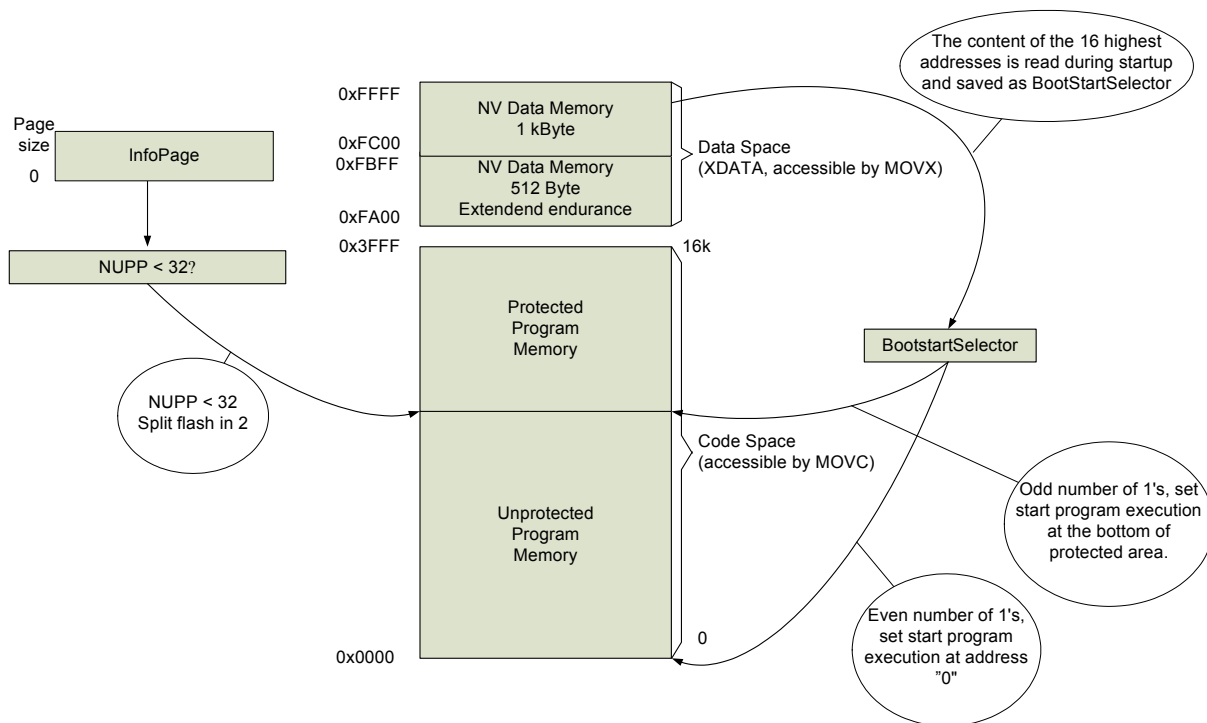 The content of the 16 highest
addresses is read during startup
and saved as BootStartSelector
0xFFFF
NV Data Memory
1 kByte
Page
size
0
InfoPage
0xFC00
0xFBFF
Data Space
(XDATA, accessible by MOVX)
NV Data Memory
512 Byte
Extendend endurance
0xFA00
0x3FFF
16k
NUPP < 32?
Protected
Program
Memory
BootstartSelector
NUPP < 32
Split flash in 2
Code Space
(accessible by MOVC)
Unprotected
Program
Memory
Odd number of 1's, set
start program execution
at the bottom of
protected area.
Even number of 1's,
set start program
execution at address
"0"
0
0x0000